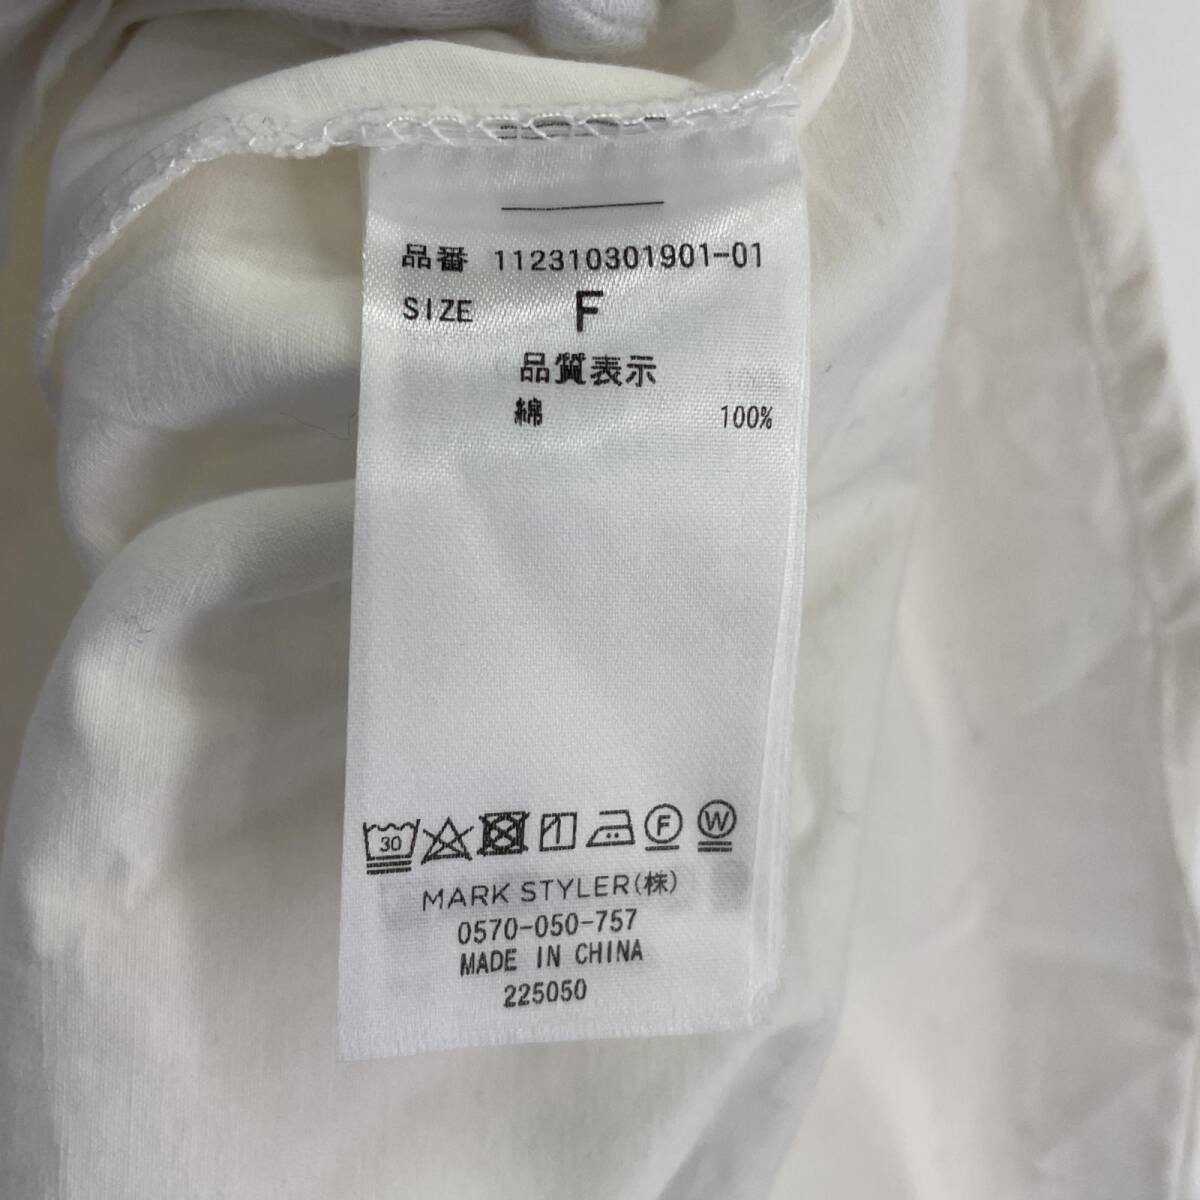 品番 112310301901-01
SIZE F
品質表示
綿 100%
30 F W
MARK STYLER(株)
0570-050-757
MADE IN CHINA
225050